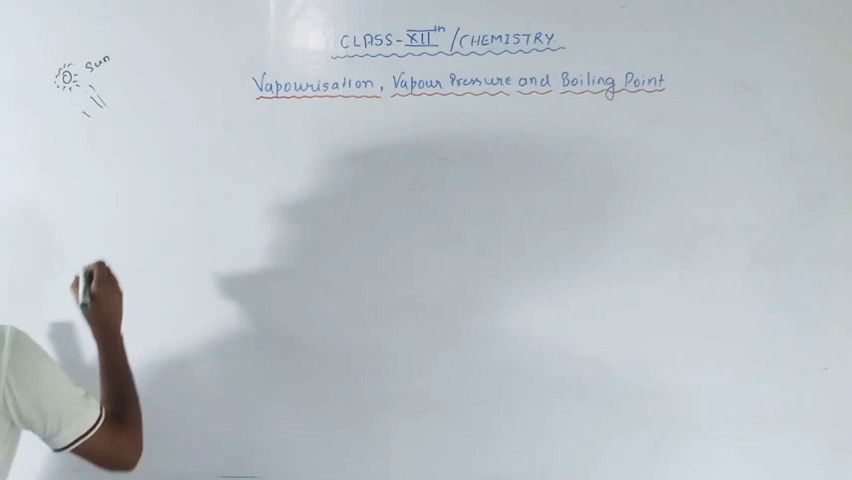 CLASS-XIIth/CHEMISTRY
Vapourisation, Vapour Pressure and Boiling Point
Sun